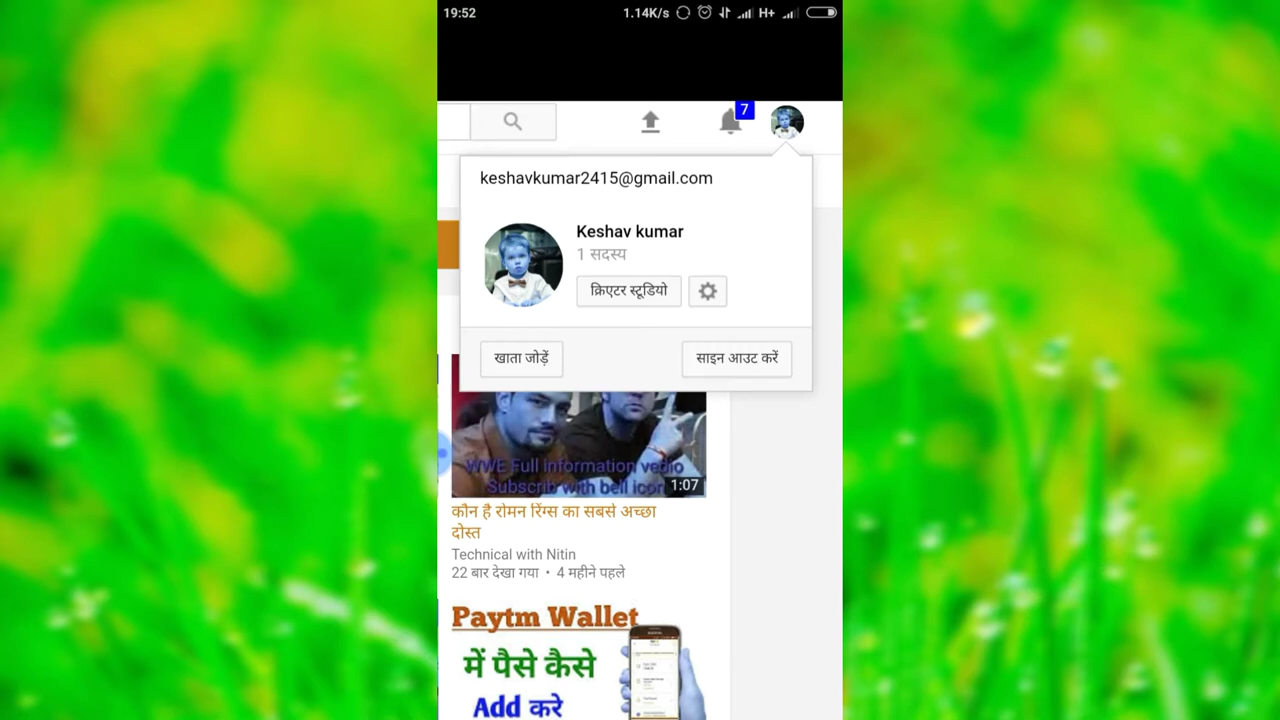 19:52 1.14K/s H+
7
keshavkumar2415@gmail.com
Keshav kumar
1 सदस्य
क्रिएटर स्टूडियो
खाता जोड़ें साइन आउट करें
WWE Full information vedio
Subscrib with bell icon 1:07
कौन है रोमन रिंग्स का सबसे अच्छा
दोस्त
Technical with Nitin
22 बार देखा गया • 4 महीने पहले
Paytm Wallet
में पैसे कैसे
Add करे